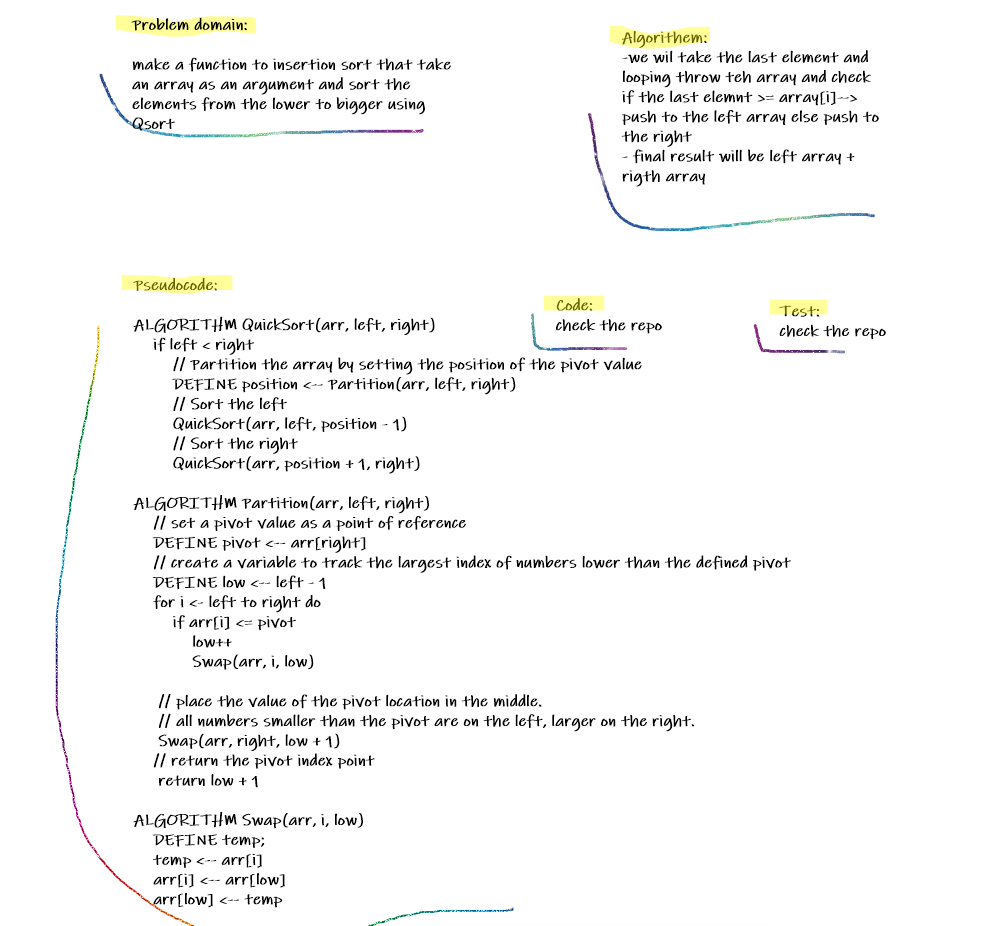 Problem domain:
make a function to insertion sort that take
an array as an argument and sort the
elements from the lower to bigger using
Qsort
Algorithem:
-we wil take the last element and
looping throw teh array and check
if the last elemnt >= array[i]-->
push to the left array else push to
the right
- final result will be left array +
rigth array
Pseudocode:
ALGORITHM QuickSort(arr, left, right)
if left < right
// Partition the array by setting the position of the pivot value
DEFINE position <-- Partition(arr, left, right)
// Sort the left
QuickSort(arr, left, position - 1)
// Sort the right
QuickSort(arr, position + 1, right)
ALGORITHM Partition(arr, left, right)
// set a pivot value as a point of reference
DEFINE pivot <-- arr[right]
// create a variable to track the largest index of numbers lower than the defined pivot
DEFINE low <-- left - 1
for i <- left to right do
if arr[i] <= pivot
low++
Swap(arr, i, low)
// place the value of the pivot location in the middle.
// all numbers smaller than the pivot are on the left, larger on the right.
Swap(arr, right, low + 1)
// return the pivot index point
return low + 1
ALGORITHM Swap(arr, i, low)
DEFINE temp;
temp <-- arr[i]
arr[i] <-- arr[low]
arr[low] <-- temp
Code:
check the repo
Test:
check the repo